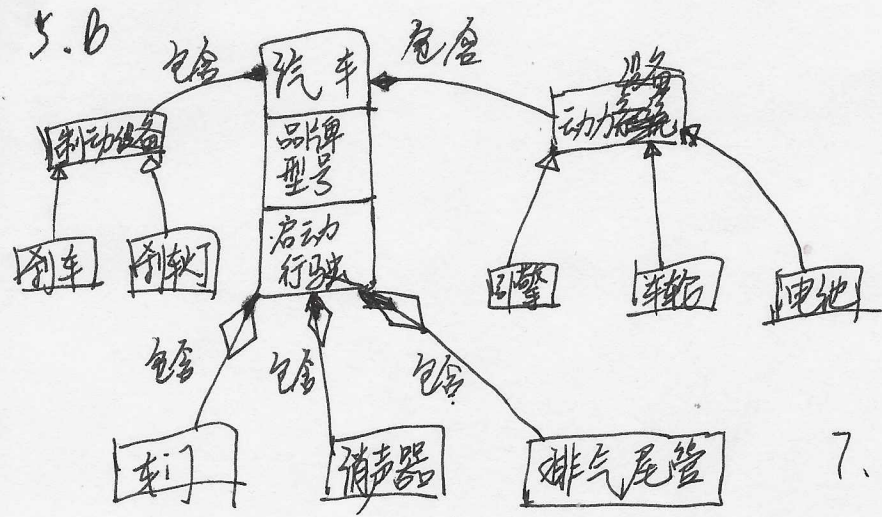 5.6
包含
汽车
包含
设备
动力
制动设备
品牌
型号
启动
行驶
刹车
刹车灯
引擎
车轮
电池
包含
包含
包含
车门
消声器
排气尾管
7.